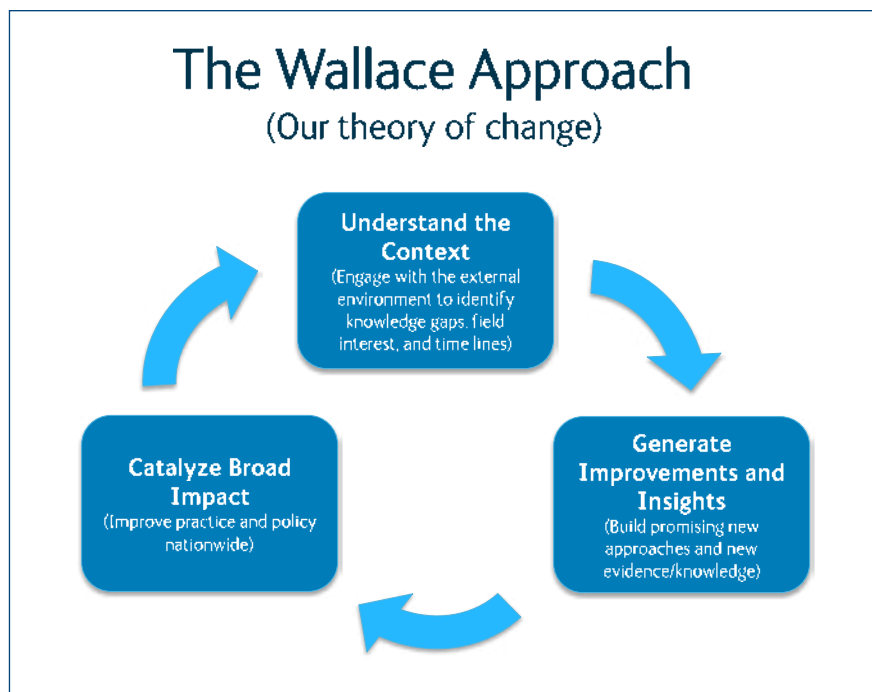 The Wallace Approach
(Our theory of change)
Understand the
Context
(Engage with the external
environment to identify
knowledge gaps, field
interest, and time lines)
Generate
Improvements and
Insights
(Build promising new
approaches and new
evidence/knowledge)
Catalyze Broad
Impact
(Improve practice and policy
nationwide)